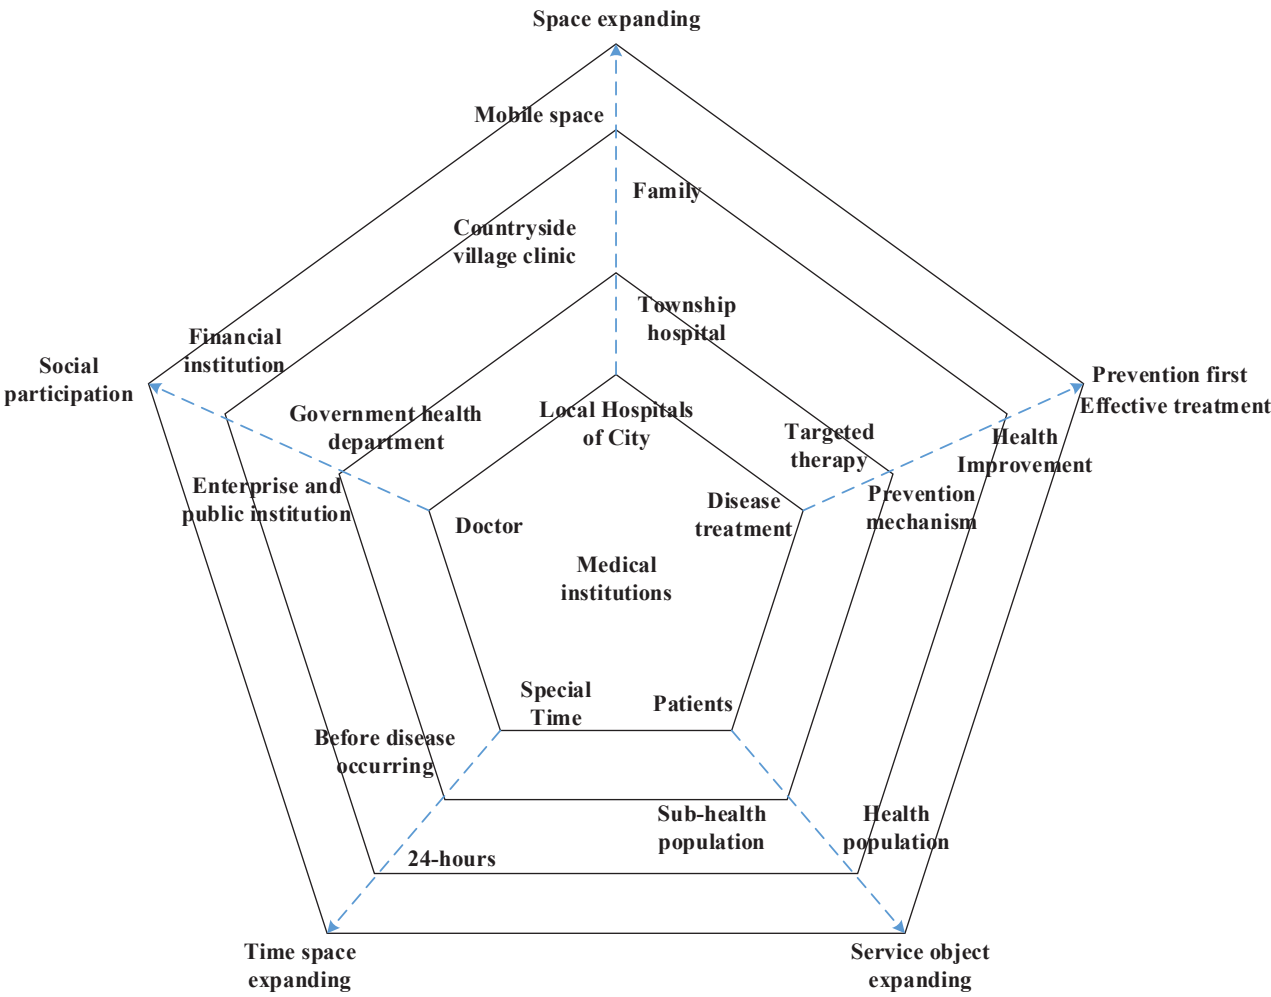 Space expanding
Mobile space
Family
Countryside
village clinic
Township
hospital
Financial
institution
Social
participation
Prevention first
Effective treatment
Government health
department
Local Hospitals
of City
Targeted
therapy
Health
Improvement
Enterprise and
public institution
Doctor
Disease
treatment
Prevention
mechanism
Medical
institutions
Special
Time
Patients
Before disease
occurring
Sub-health
population
Health
population
24-hours
Time space
expanding
Service object
expanding